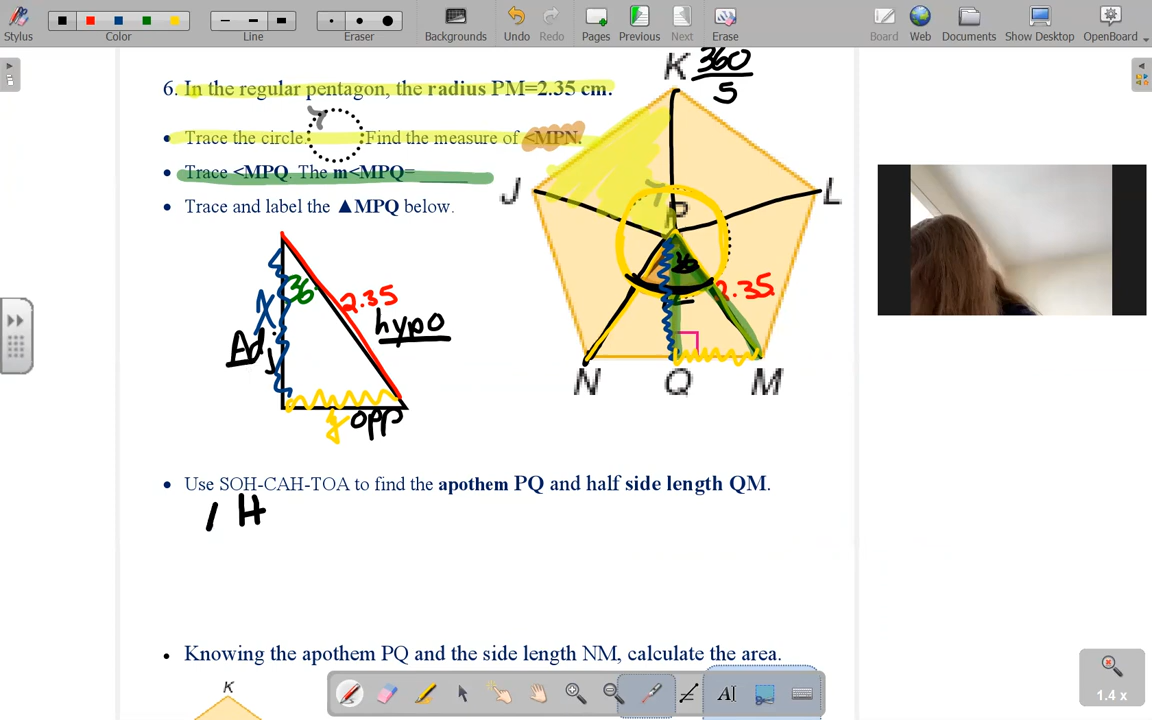 Stylus
Color
Line
Eraser
Backgrounds
Undo
Redo
Pages
Previous
Next
Erase
Board
Web
Documents
Show Desktop
OpenBoard
6. In the regular pentagon, the radius PM=2.35 cm.
• Trace the circle. Find the measure of <MPN.
• Trace <MPQ. The m<MPQ=______
• Trace and label the ▲MPQ below.
K
360
5
J
L
P
2.35
N
Q
M
36
2.35
x
hypo
Adj
y
opp
• Use SOH-CAH-TOA to find the apothem PQ and half side length QM.
H
• Knowing the apothem PQ and the side length NM, calculate the area.
K
1.4 x